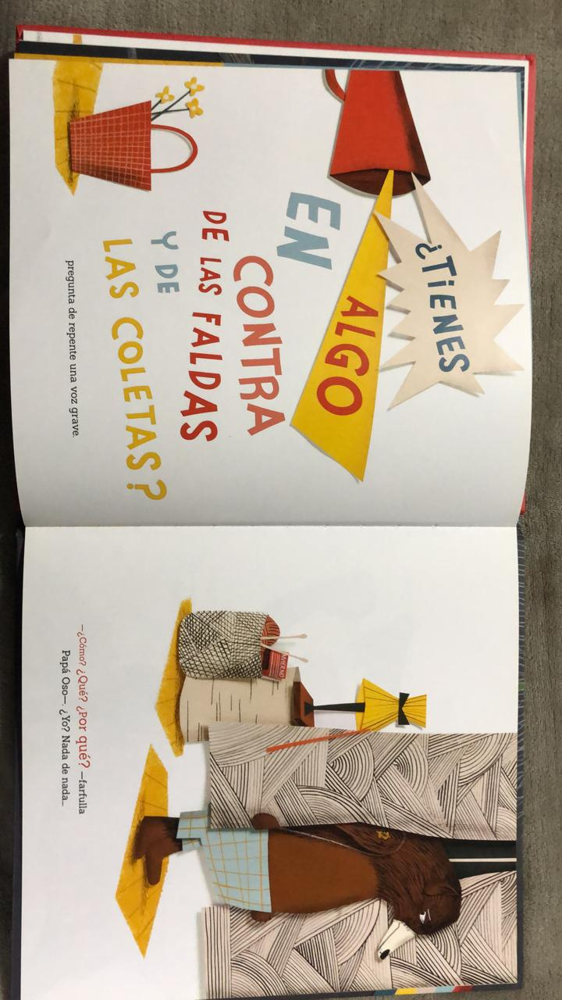 ¿TiENES
ALGO
EN
CONTRA
DE LAS FALDAS
Y DE
LAS COLETAS?
pregunta de repente una voz grave.
INVIERNO
—¿Cómo? ¿Qué? ¿Por qué? —farfulla
Papá Oso—. ¿Yo? Nada de nada...